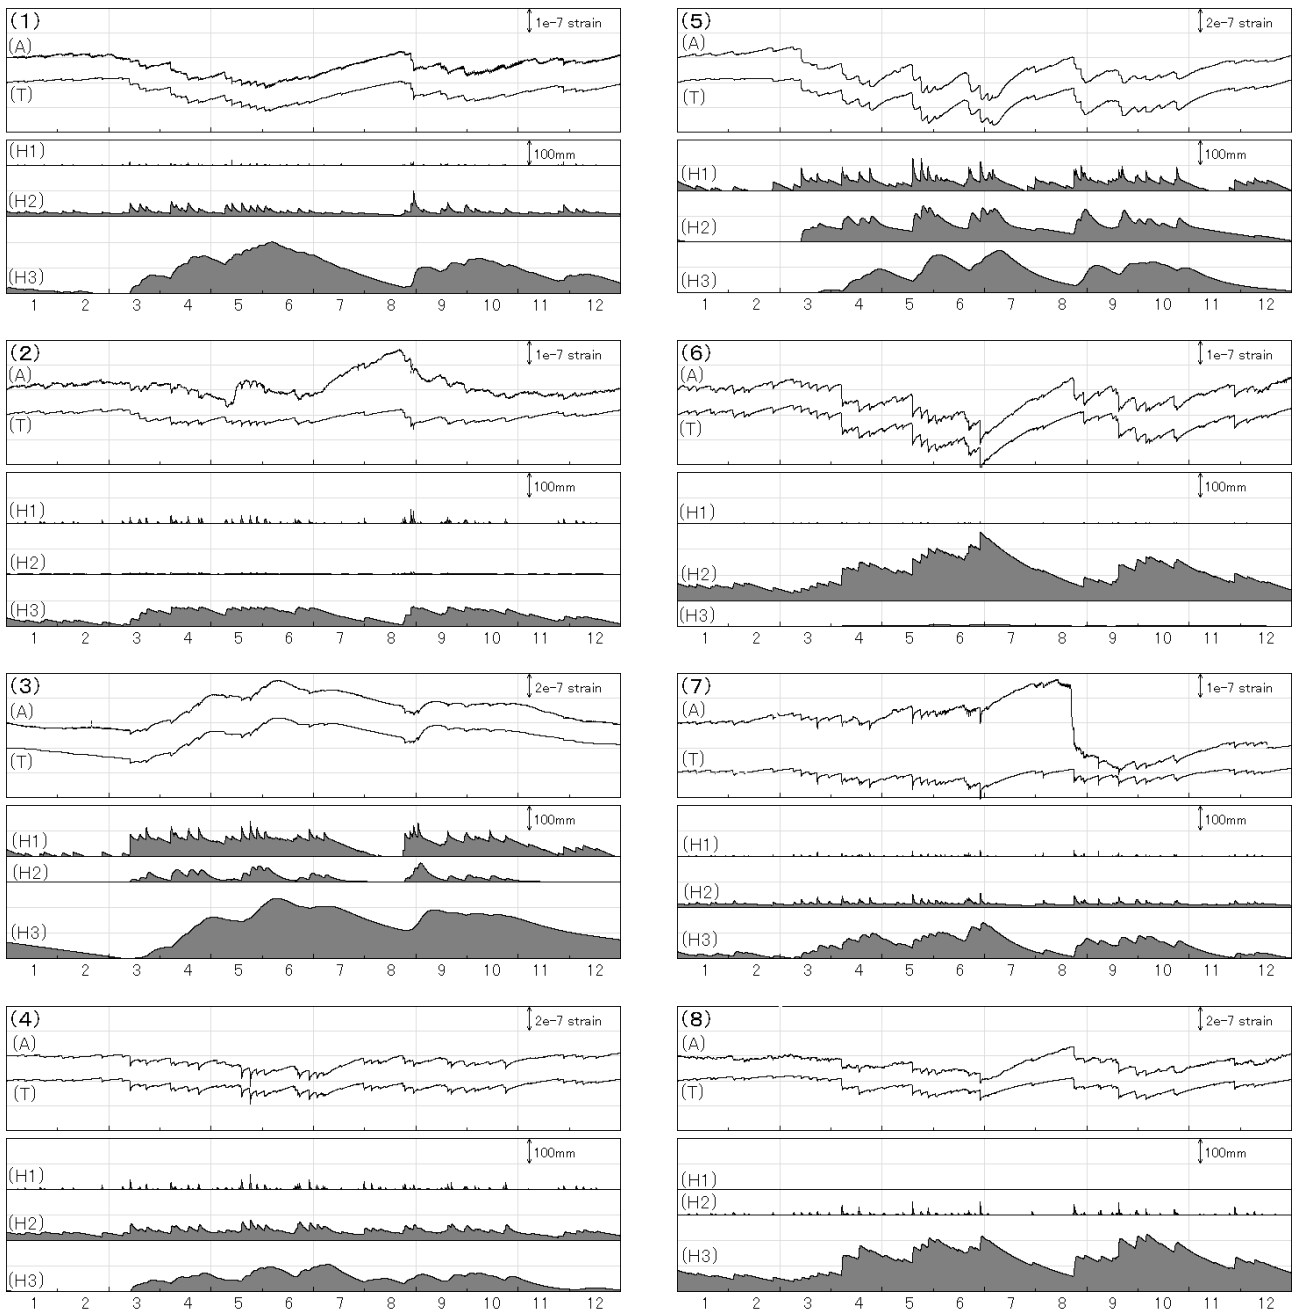 (1)
1e-7 strain
(A)
(T)
(H1)
100mm
(H2)
(H3)
1 2 3 4 5 6 7 8 9 10 11 12
(2)
1e-7 strain
(A)
(T)
(H1)
100mm
(H2)
(H3)
1 2 3 4 5 6 7 8 9 10 11 12
(3)
2e-7 strain
(A)
(T)
(H1)
100mm
(H2)
(H3)
1 2 3 4 5 6 7 8 9 10 11 12
(4)
2e-7 strain
(A)
(T)
(H1)
100mm
(H2)
(H3)
1 2 3 4 5 6 7 8 9 10 11 12
(5)
2e-7 strain
(A)
(T)
(H1)
100mm
(H2)
(H3)
1 2 3 4 5 6 7 8 9 10 11 12
(6)
1e-7 strain
(A)
(T)
(H1)
100mm
(H2)
(H3)
1 2 3 4 5 6 7 8 9 10 11 12
(7)
1e-7 strain
(A)
(T)
(H1)
100mm
(H2)
(H3)
1 2 3 4 5 6 7 8 9 10 11 12
(8)
2e-7 strain
(A)
(T)
(H1)
100mm
(H2)
(H3)
1 2 3 4 5 6 7 8 9 10 11 12